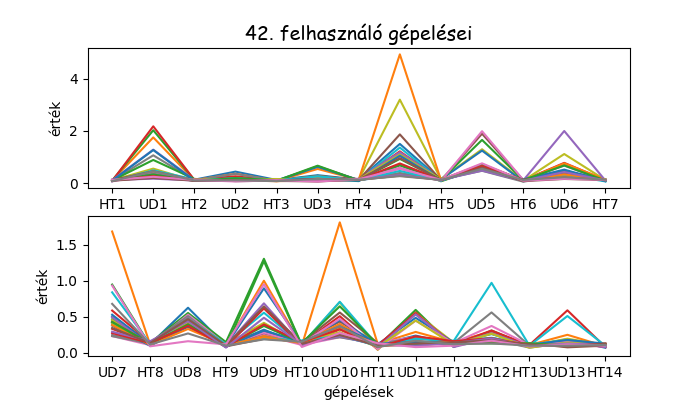 42. felhasználó gépelései
érték
4
2
0
HT1 UD1 HT2 UD2 HT3 UD3 HT4 UD4 HT5 UD5 HT6 UD6 HT7
érték
1.5
1.0
0.5
0.0
UD7 HT8 UD8 HT9 UD9 HT10 UD10 HT11 UD11 HT12 UD12 HT13 UD13 HT14
gépelések